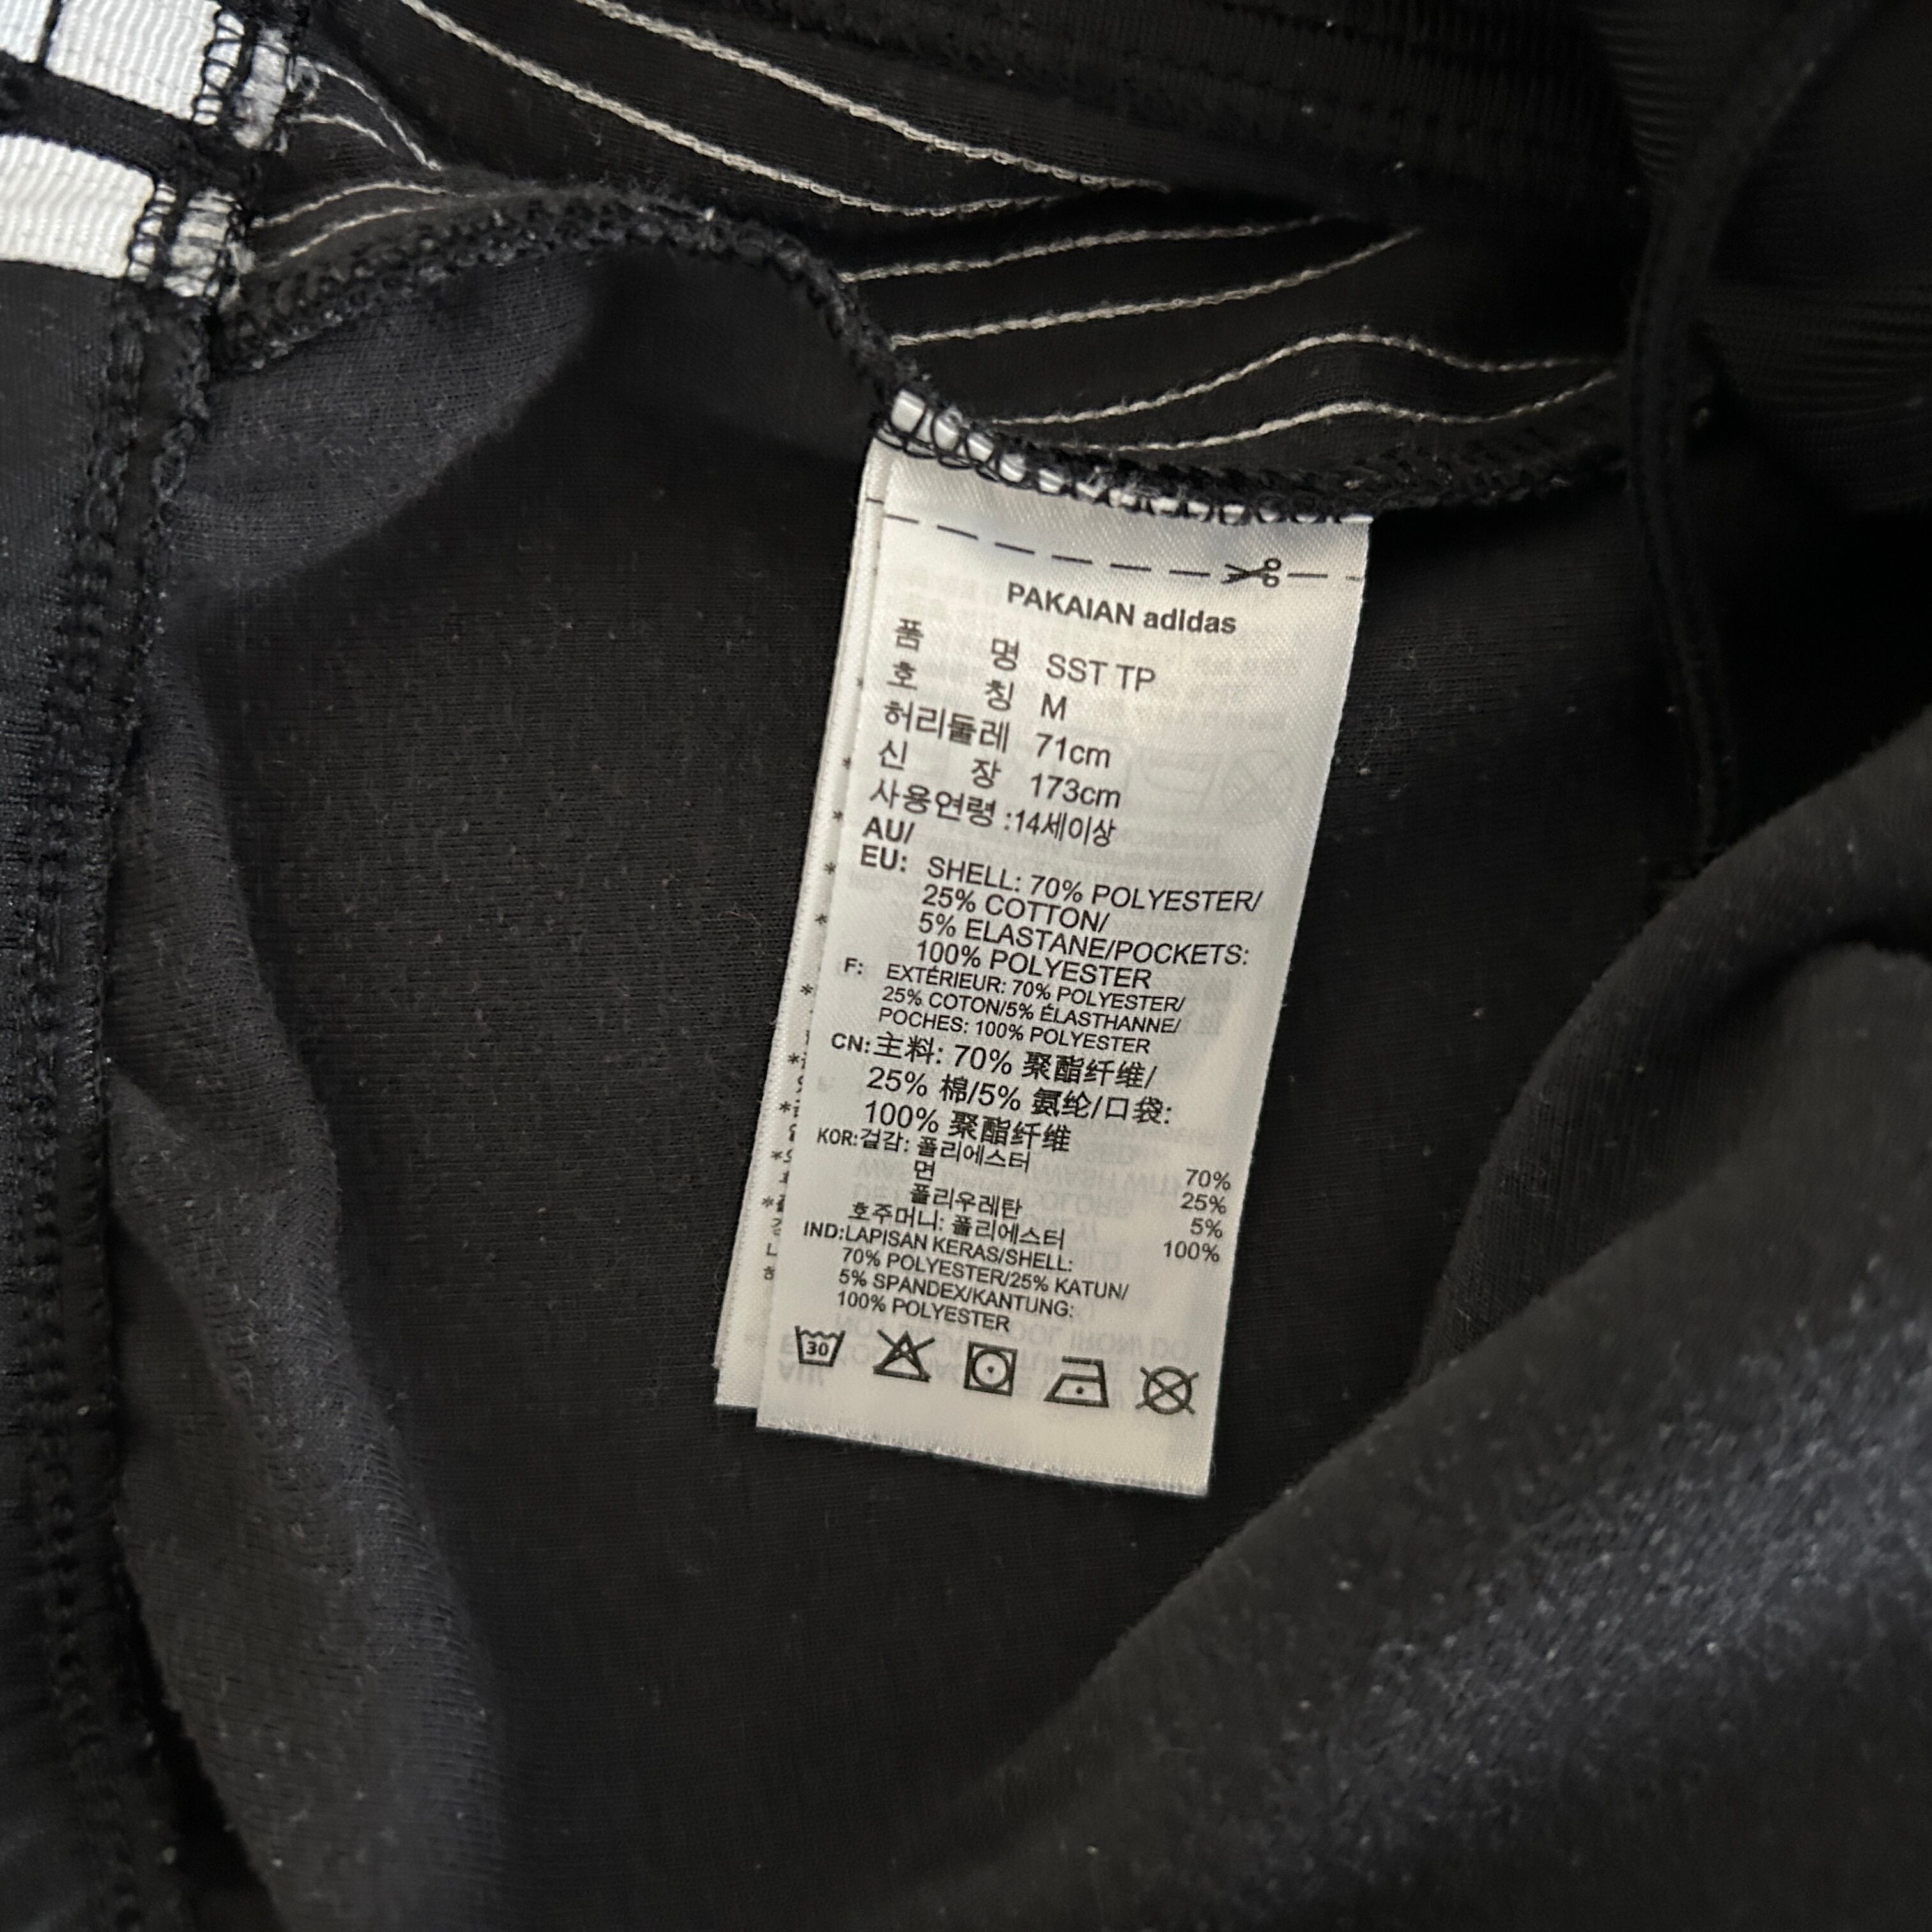 PAKAIAN adidas
품 명 SST TP
호 칭 M
허리둘레 71cm
신 장 173cm
사용연령 :14세이상
AU/
EU: SHELL: 70% POLYESTER/
25% COTTON/
5% ELASTANE/POCKETS:
100% POLYESTER
F: EXTÉRIEUR: 70% POLYESTER/
25% COTON/5% ÉLASTHANNE/
POCHES: 100% POLYESTER
CN: 主料: 70% 聚酯纤维/
25% 棉/5% 氨纶/口袋:
100% 聚酯纤维
KOR:겉감: 폴리에스터 70%
면 25%
폴리우레탄 5%
호주머니: 폴리에스터 100%
IND:LAPISAN KERAS/SHELL:
70% POLYESTER/25% KATUN/
5% SPANDEX/KANTUNG:
100% POLYESTER
30